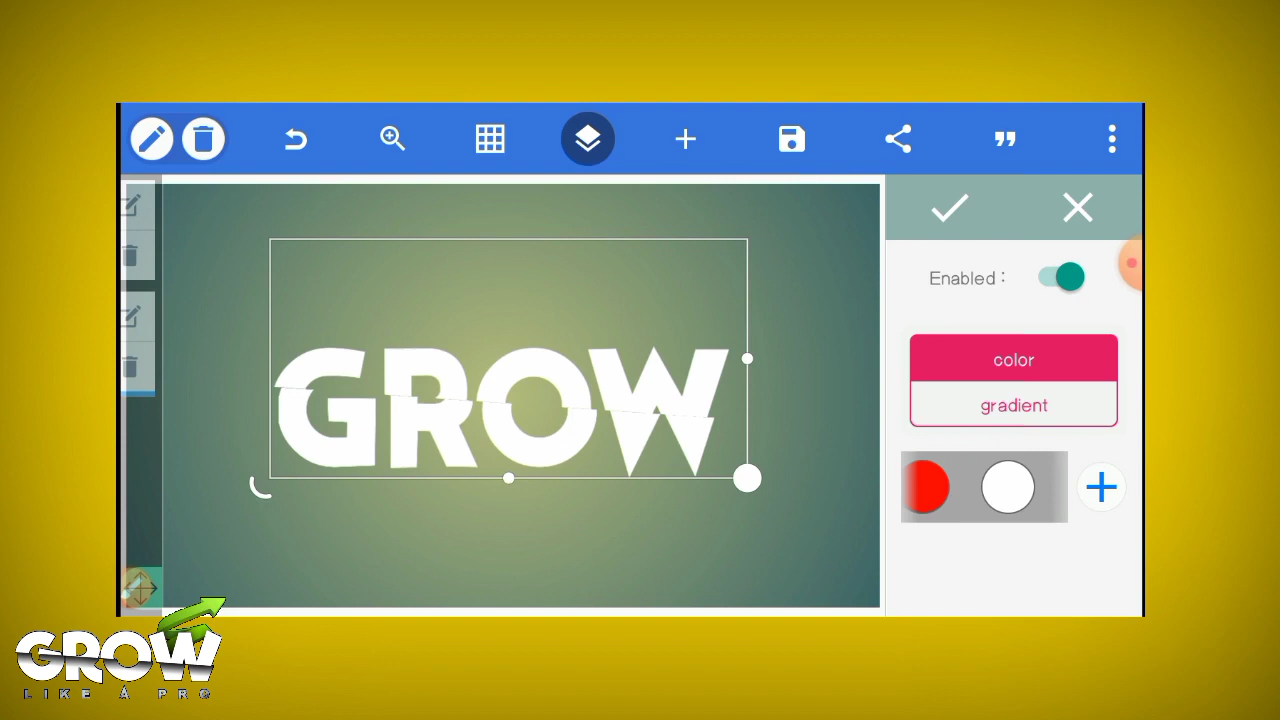 Enabled :
color
GROW
gradient
GROW
LIKE A PRO